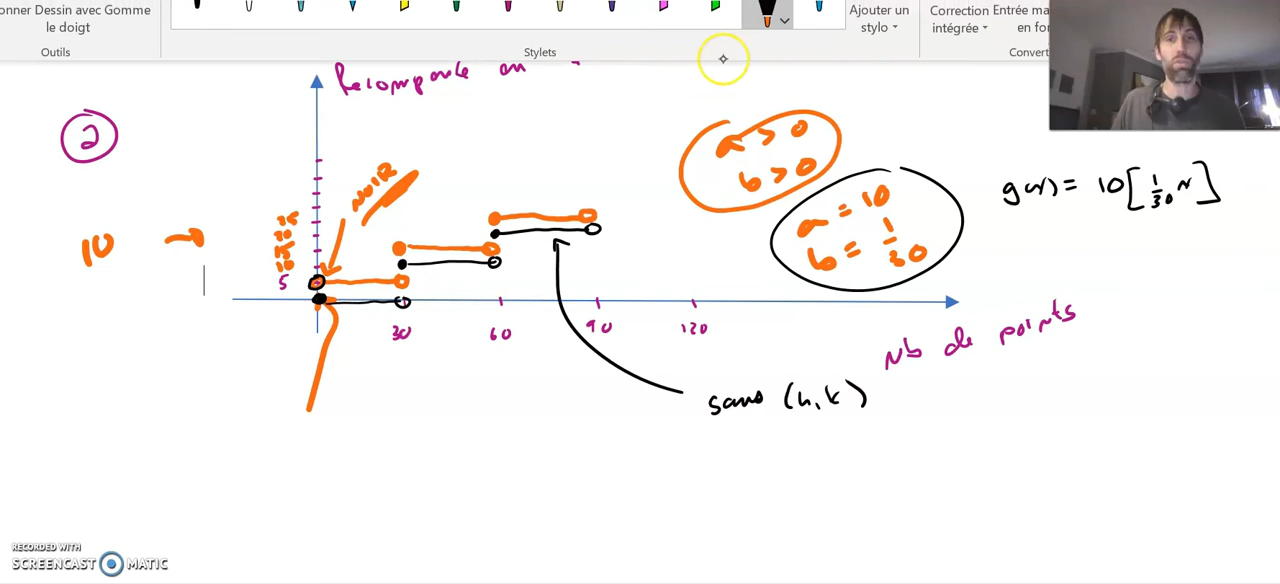 onner Dessin avec Gomme
le doigt
Outils
Stylets
Ajouter un
stylo
Correction Entrée ma
intégrée en fo
Convert
Récompense en
2
NOIR
10
5
30
60
90
120
Nb de points
a > 0
b > 0
a = 10
b = 1/30
g(x) = 10[1/30 x]
sans (h,k)
RECORDED WITH
SCREENCAST MATIC